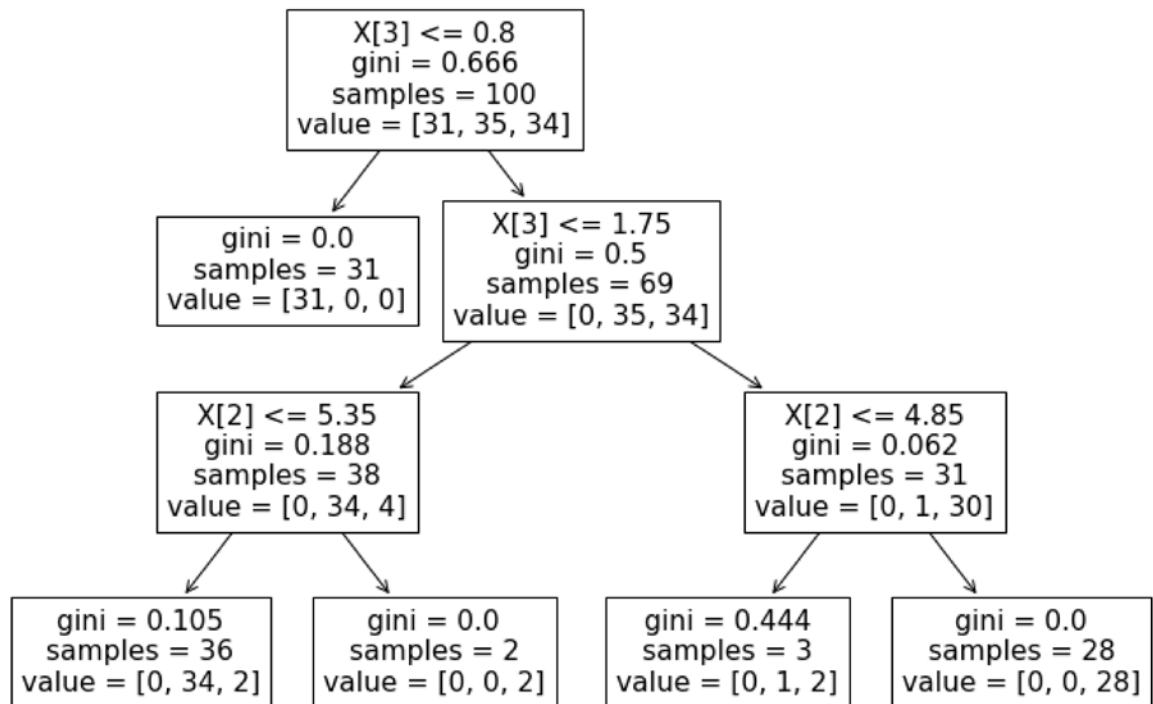 X[3] <= 0.8
gini = 0.666
samples = 100
value = [31, 35, 34]
gini = 0.0
samples = 31
value = [31, 0, 0]
X[3] <= 1.75
gini = 0.5
samples = 69
value = [0, 35, 34]
X[2] <= 5.35
gini = 0.188
samples = 38
value = [0, 34, 4]
X[2] <= 4.85
gini = 0.062
samples = 31
value = [0, 1, 30]
gini = 0.105
samples = 36
value = [0, 34, 2]
gini = 0.0
samples = 2
value = [0, 0, 2]
gini = 0.444
samples = 3
value = [0, 1, 2]
gini = 0.0
samples = 28
value = [0, 0, 28]